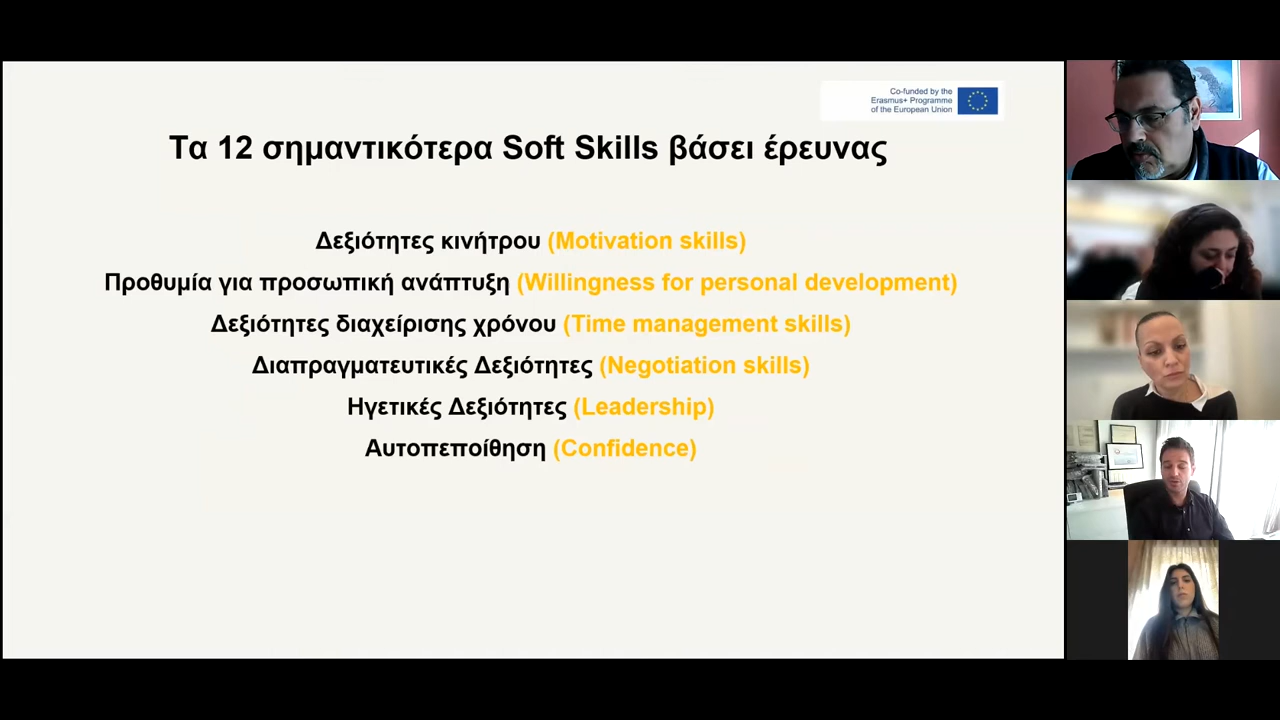 Co-funded by the
Erasmus+ Programme
of the European Union
Τα 12 σημαντικότερα Soft Skills βάσει έρευνας
Δεξιότητες κινήτρου (Motivation skills)
Προθυμία για προσωπική ανάπτυξη (Willingness for personal development)
Δεξιότητες διαχείρισης χρόνου (Time management skills)
Διαπραγματευτικές Δεξιότητες (Negotiation skills)
Ηγετικές Δεξιότητες (Leadership)
Αυτοπεποίθηση (Confidence)